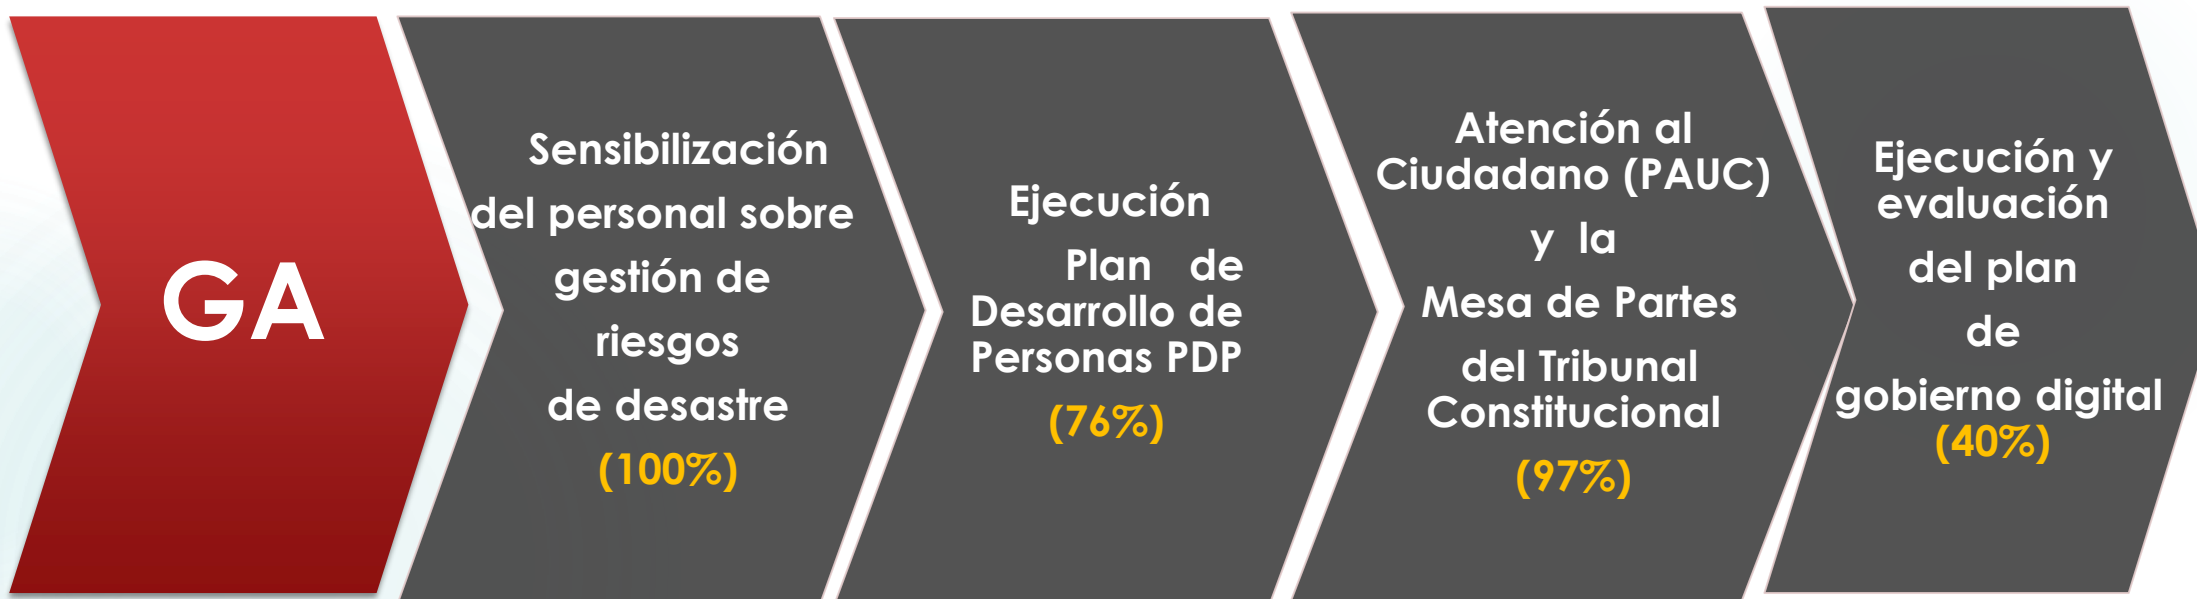 GA
Sensibilización
del personal sobre
gestión de
riesgos
de desastre
(100%)
Ejecución
Plan de
Desarrollo de
Personas PDP
(76%)
Atención al
Ciudadano (PAUC)
y la
Mesa de Partes
del Tribunal
Constitucional
(97%)
Ejecución y
evaluación
del plan
de
gobierno digital
(40%)